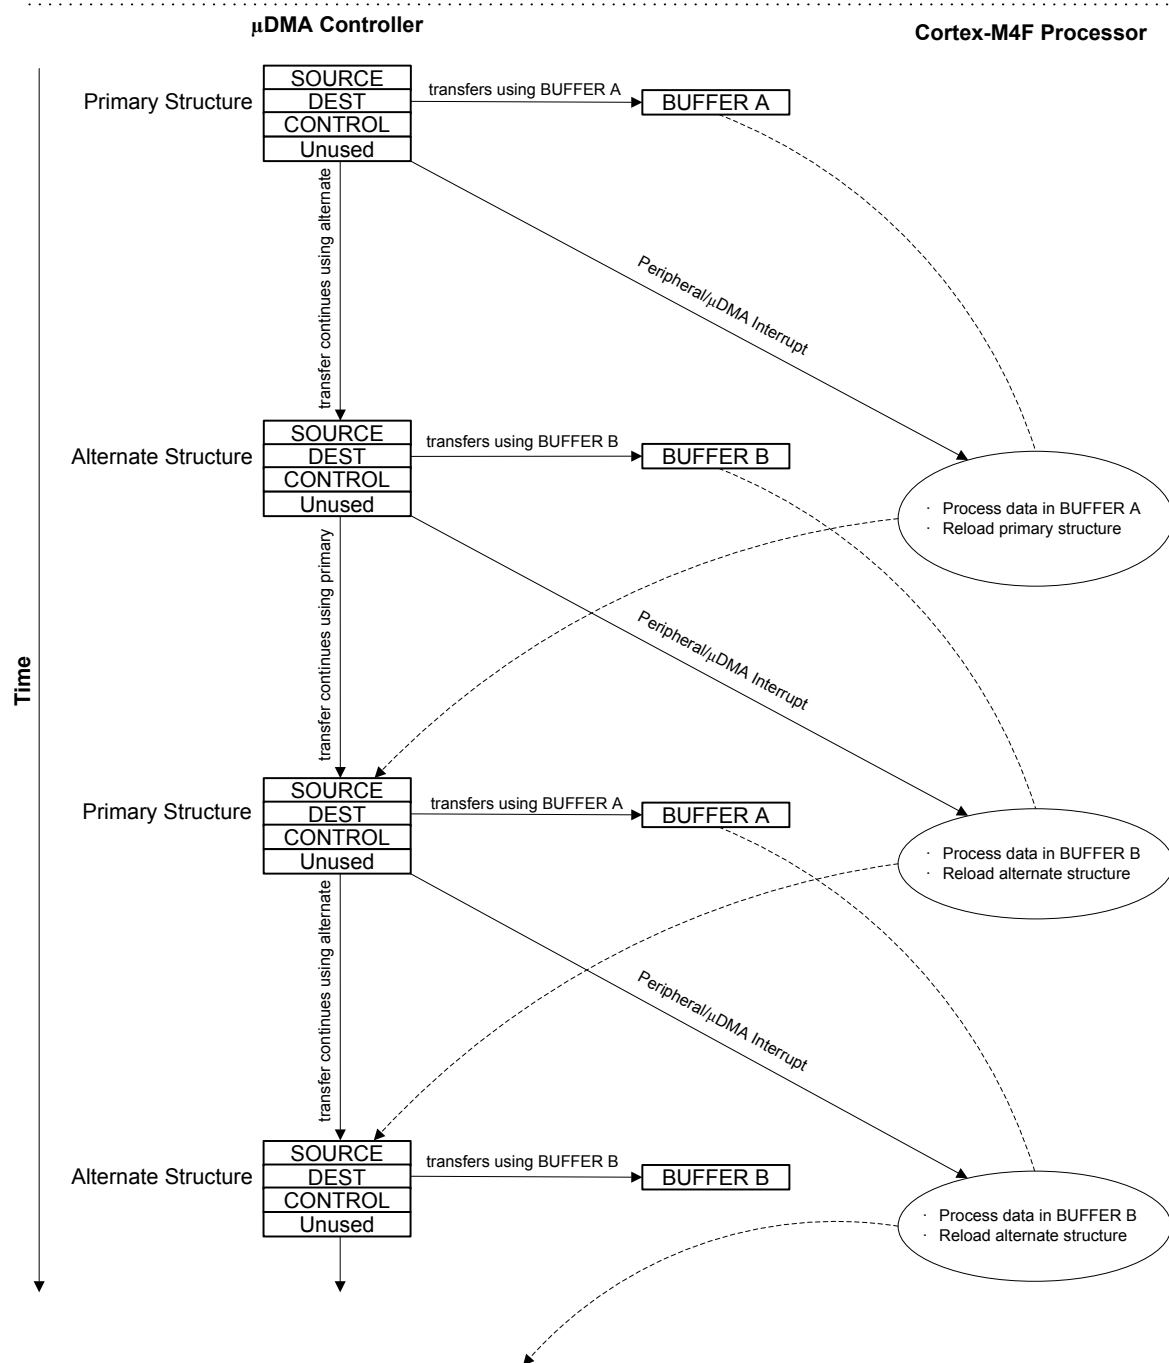 µDMA Controller
Cortex-M4F Processor
Time
Primary Structure
SOURCE
DEST
CONTROL
Unused
transfers using BUFFER A
BUFFER A
transfer continues using alternate
Peripheral/µDMA Interrupt
Alternate Structure
SOURCE
DEST
CONTROL
Unused
transfers using BUFFER B
BUFFER B
· Process data in BUFFER A
· Reload primary structure
transfer continues using primary
Peripheral/µDMA Interrupt
Primary Structure
SOURCE
DEST
CONTROL
Unused
transfers using BUFFER A
BUFFER A
· Process data in BUFFER B
· Reload alternate structure
transfer continues using alternate
Peripheral/µDMA Interrupt
Alternate Structure
SOURCE
DEST
CONTROL
Unused
transfers using BUFFER B
BUFFER B
· Process data in BUFFER B
· Reload alternate structure